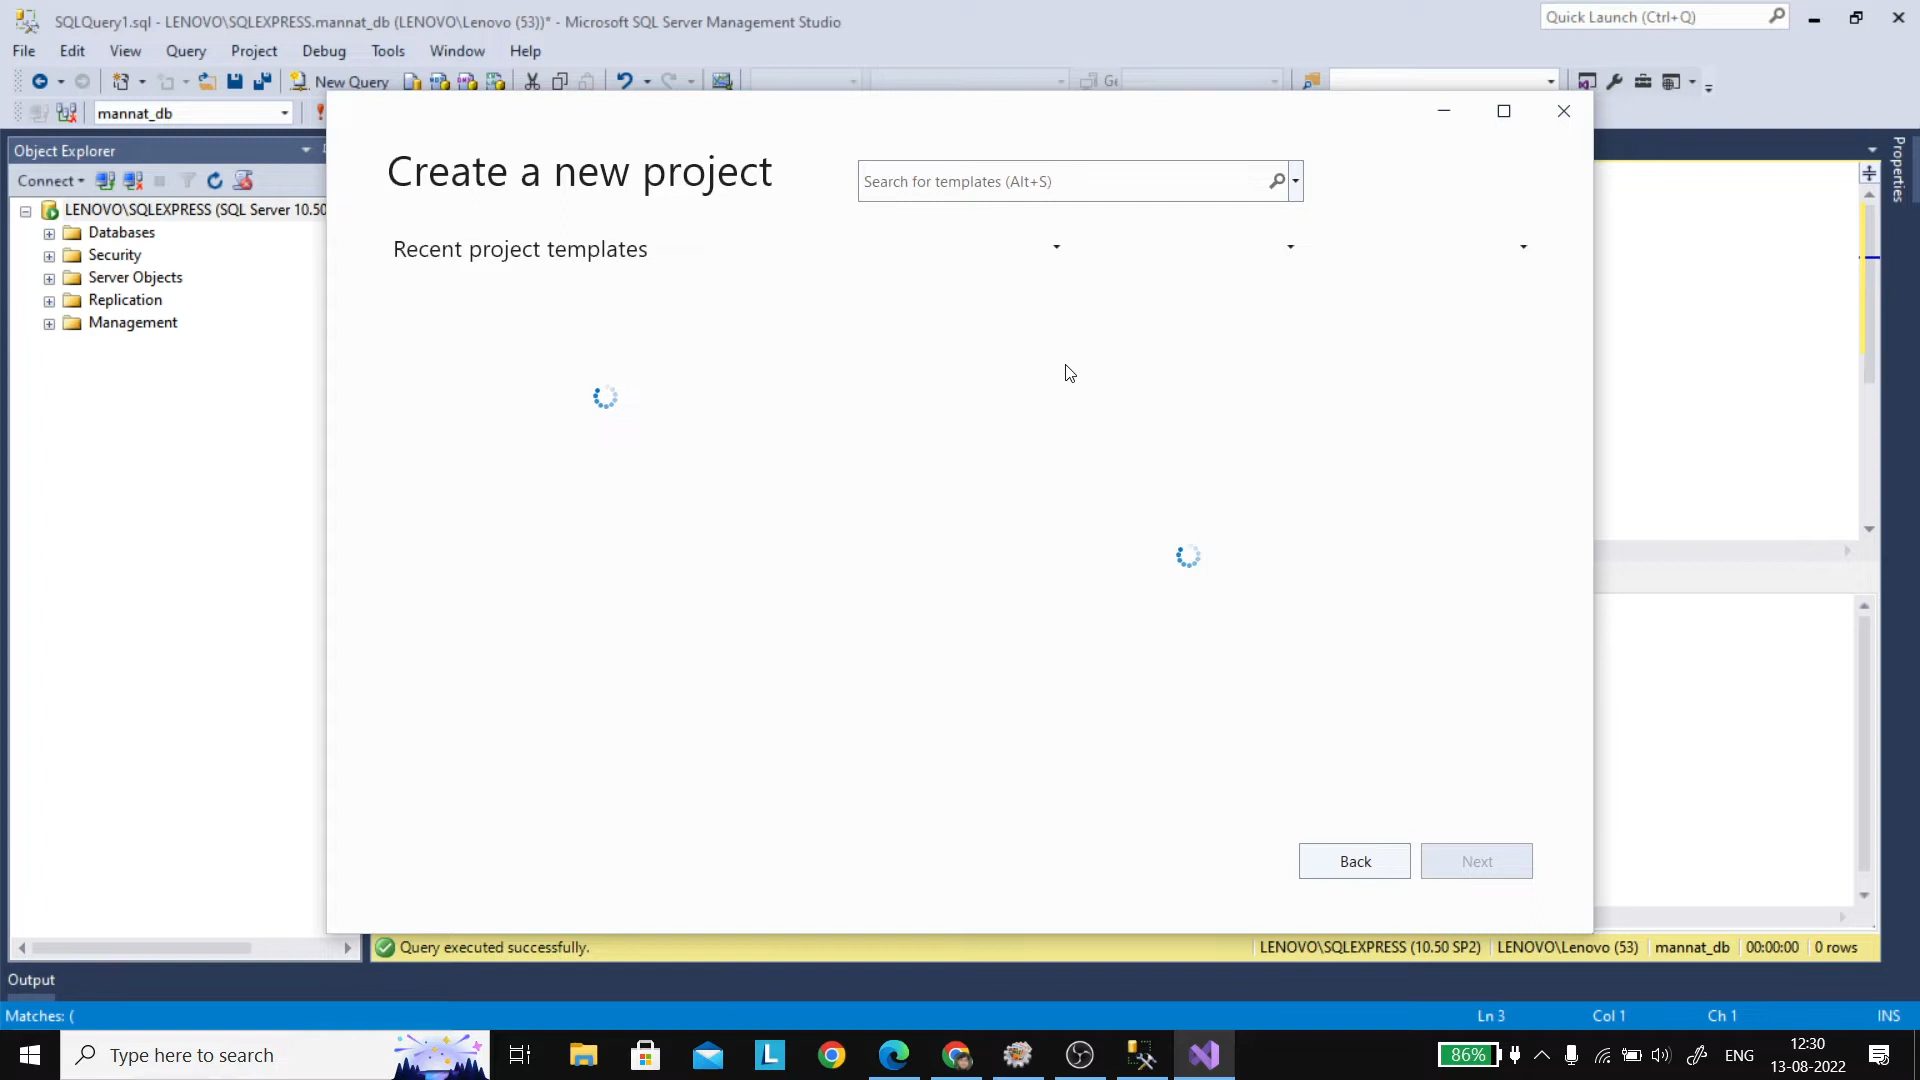 SQLQuery1.sql - LENOVO\SQLEXPRESS.mannat_db (LENOVO\Lenovo (53))* - Microsoft SQL Server Management Studio
Quick Launch (Ctrl+Q)
File Edit View Query Project Debug Tools Window Help
New Query
mannat_db
Object Explorer
Connect
LENOVO\SQLEXPRESS (SQL Server 10.50
Databases
Security
Server Objects
Replication
Management
Properties
Create a new project
Search for templates (Alt+S)
Recent project templates
Back
Next
Query executed successfully.
LENOVO\SQLEXPRESS (10.50 SP2)
LENOVO\Lenovo (53)
mannat_db
00:00:00
0 rows
Output
Matches: (
Ln 3
Col 1
Ch 1
INS
Type here to search
L
86%
ENG
12:30
13-08-2022